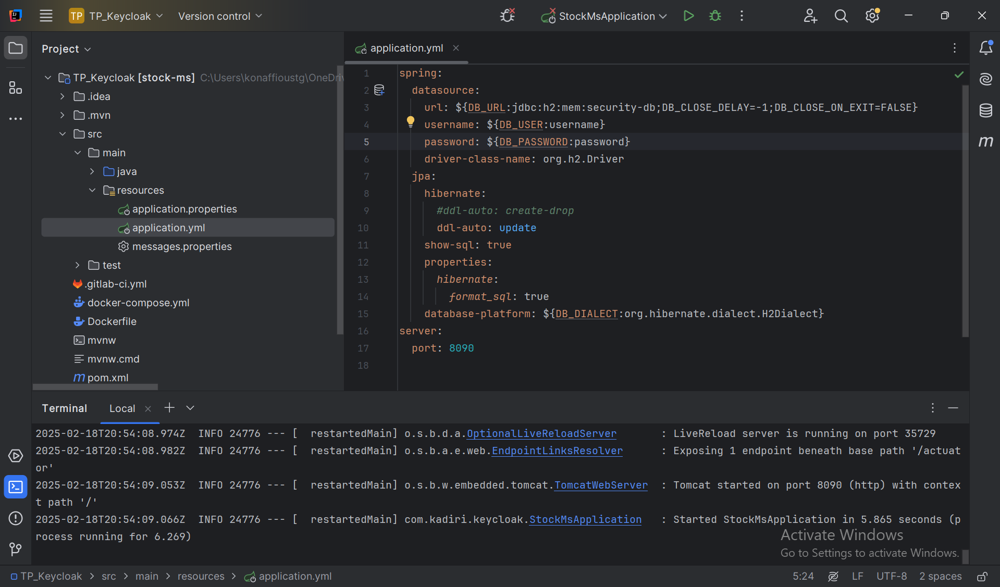 TP TP_Keycloak Version control StockMsApplication
Project
TP_Keycloak [stock-ms] C:\Users\konaffioustg\OneDriv
.idea
.mvn
src
main
java
resources
application.properties
application.yml
messages.properties
test
.gitlab-ci.yml
docker-compose.yml
Dockerfile
mvnw
mvnw.cmd
pom.xml
application.yml
1 spring:
2 datasource:
3 url: ${DB_URL:jdbc:h2:mem:security-db;DB_CLOSE_DELAY=-1;DB_CLOSE_ON_EXIT=FALSE}
4 username: ${DB_USER:username}
5 password: ${DB_PASSWORD:password}
6 driver-class-name: org.h2.Driver
7 jpa:
8 hibernate:
9 #ddl-auto: create-drop
10 ddl-auto: update
11 show-sql: true
12 properties:
13 hibernate:
14 format_sql: true
15 database-platform: ${DB_DIALECT:org.hibernate.dialect.H2Dialect}
16 server:
17 port: 8090
18
Terminal Local
2025-02-18T20:54:08.974Z  INFO 24776 --- [  restartedMain] o.s.b.d.a.OptionalLiveReloadServer       : LiveReload server is running on port 35729
2025-02-18T20:54:08.982Z  INFO 24776 --- [  restartedMain] o.s.b.a.e.web.EndpointLinksResolver      : Exposing 1 endpoint beneath base path '/actuat
or'
2025-02-18T20:54:09.053Z  INFO 24776 --- [  restartedMain] o.s.b.w.embedded.tomcat.TomcatWebServer  : Tomcat started on port 8090 (http) with contex
t path '/'
2025-02-18T20:54:09.066Z  INFO 24776 --- [  restartedMain] com.kadiri.keycloak.StockMsApplication   : Started StockMsApplication in 5.865 seconds (p
rocess running for 6.269)
Activate Windows
Go to Settings to activate Windows.
TP_Keycloak > src > main > resources > application.yml 5:24 LF UTF-8 2 spaces